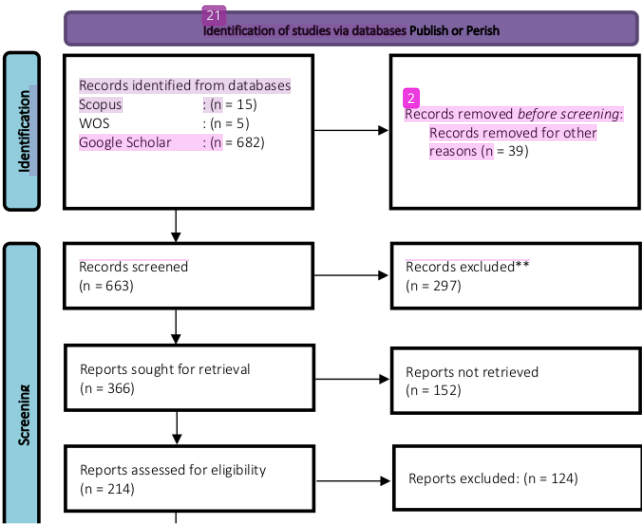 21
Identification of studies via databases Publish or Perish
Identification
Records identified from databases
Scopus : (n = 15)
WOS : (n = 5)
Google Scholar : (n = 682)
2
Records removed before screening:
Records removed for other
reasons (n = 39)
Screening
Records screened
(n = 663)
Records excluded**
(n = 297)
Reports sought for retrieval
(n = 366)
Reports not retrieved
(n = 152)
Reports assessed for eligibility
(n = 214)
Reports excluded: (n = 124)